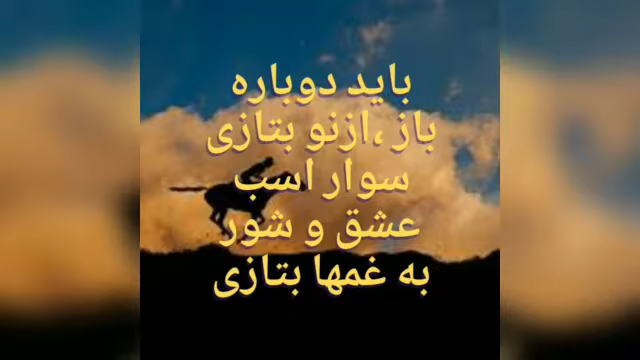 باید دوباره
باز ،ازنو بتازی
سوار اسب
عشق و شور
به غمها بتازی